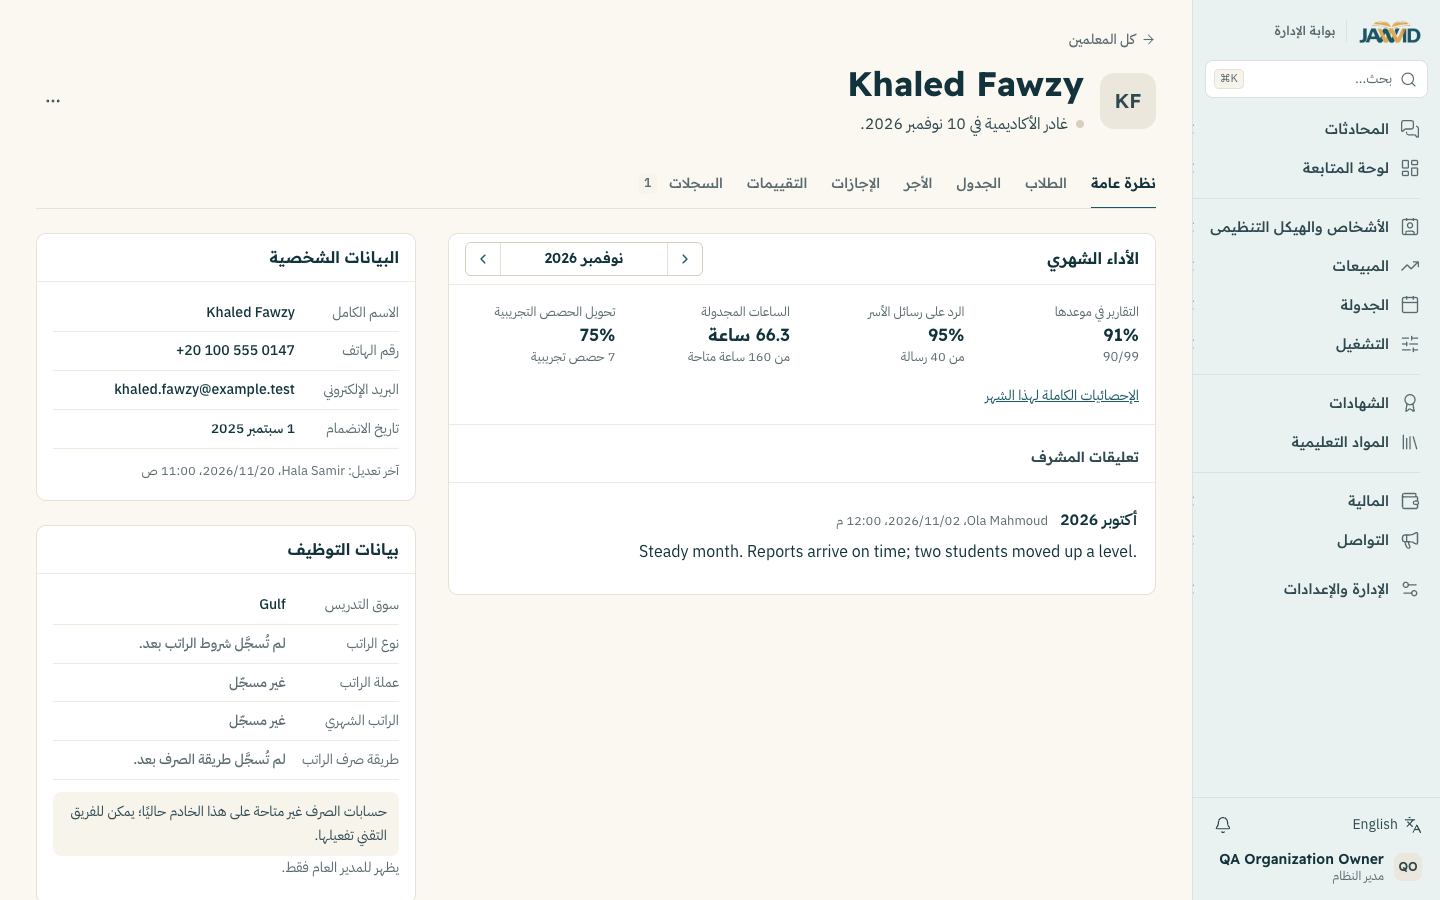 JAWWID
بوابة الإدارة
بحث...
⌘K
المحادثات
لوحة المتابعة
الأشخاص والهيكل التنظيمي
المبيعات
الجدولة
التشغيل
الشهادات
المواد التعليمية
المالية
التواصل
الإدارة والإعدادات
English
QO
QA Organization Owner
مدير النظام
→ كل المعلمين
KF
Khaled Fawzy
غادر الأكاديمية في 10 نوفمبر 2026.
...
نظرة عامة
الطلاب
الجدول
الأجر
الإجازات
التقييمات
السجلات 1
الأداء الشهري
نوفمبر 2026
التقارير في موعدها
91%
90/99
الرد على رسائل الأسر
95%
من 40 رسالة
الساعات المجدولة
66.3 ساعة
من 160 ساعة متاحة
تحويل الحصص التجريبية
75%
7 حصص تجريبية
الإحصائيات الكاملة لهذا الشهر
تعليقات المشرف
أكتوبر 2026 Ola Mahmoud، 2026/11/02، 12:00 م
Steady month. Reports arrive on time; two students moved up a level.
البيانات الشخصية
الاسم الكامل Khaled Fawzy
رقم الهاتف +20 100 555 0147
البريد الإلكتروني khaled.fawzy@example.test
تاريخ الانضمام 1 سبتمبر 2025
آخر تعديل: Hala Samir، 2026/11/20، 11:00 ص
بيانات التوظيف
سوق التدريس Gulf
نوع الراتب لم تُسجَّل شروط الراتب بعد.
عملة الراتب غير مسجّل
الراتب الشهري غير مسجّل
طريقة صرف الراتب لم تُسجَّل طريقة الصرف بعد.
حسابات الصرف غير متاحة على هذا الخادم حاليًا؛ يمكن للفريق
التقني تفعيلها.
يظهر للمدير العام فقط.